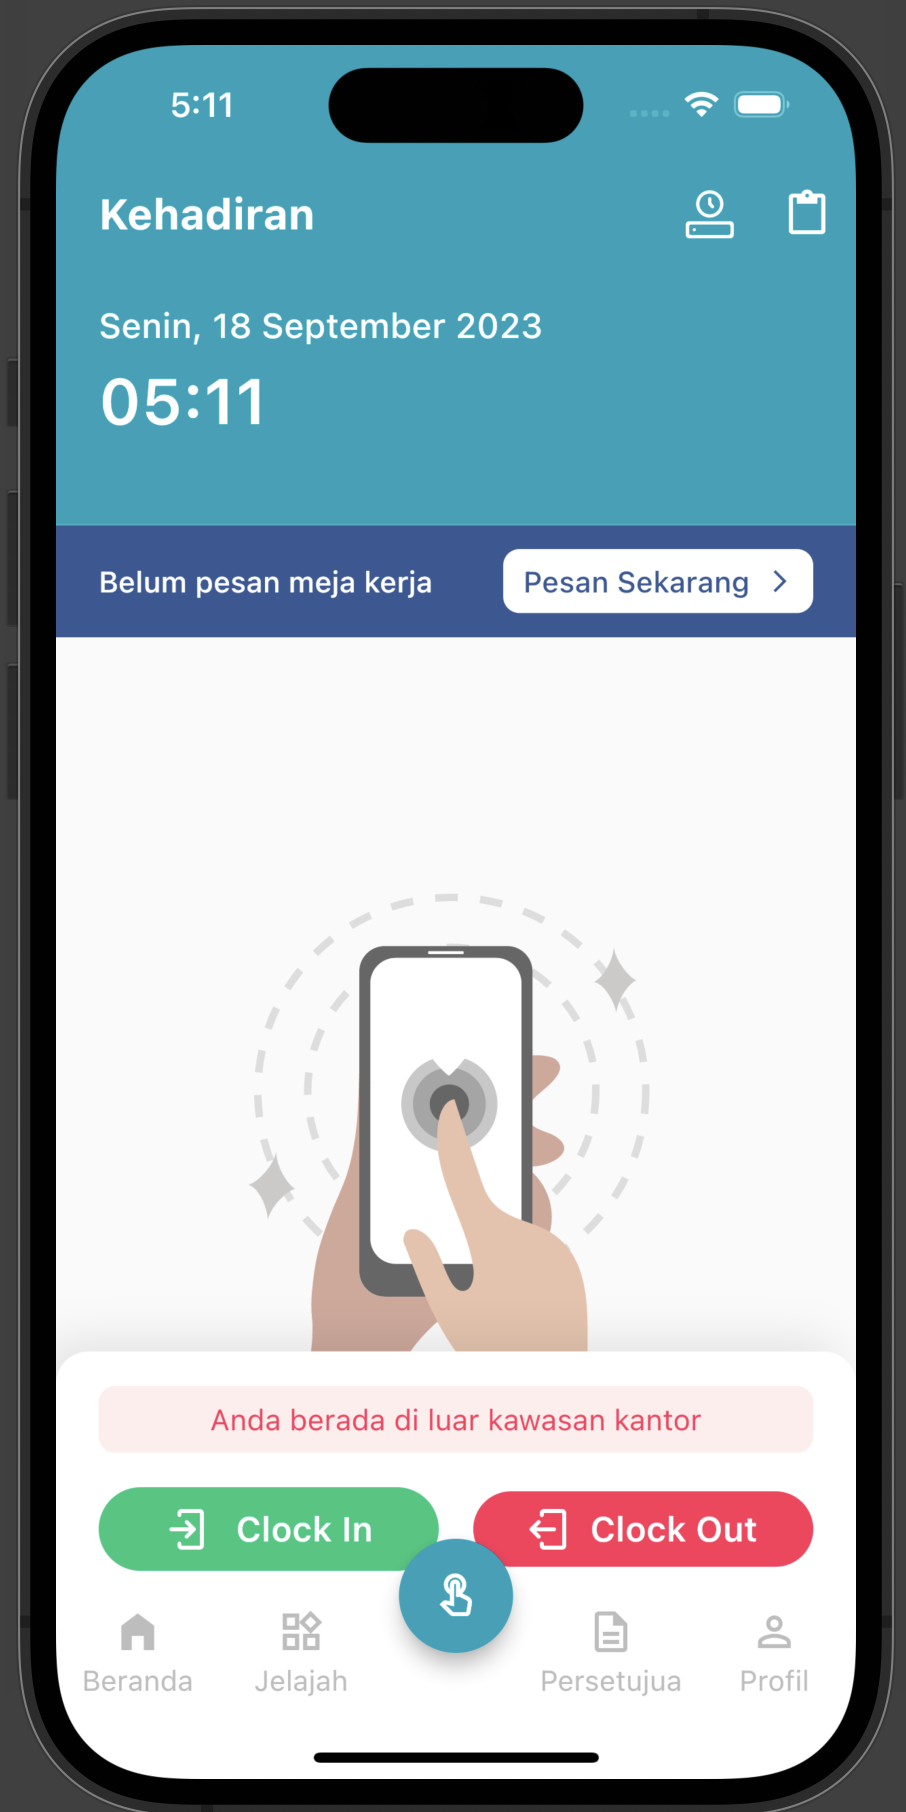 5:11
Kehadiran
Senin, 18 September 2023
05:11
Belum pesan meja kerja
Pesan Sekarang
Anda berada di luar kawasan kantor
Clock In
Clock Out
Beranda
Jelajah
Persetujua
Profil